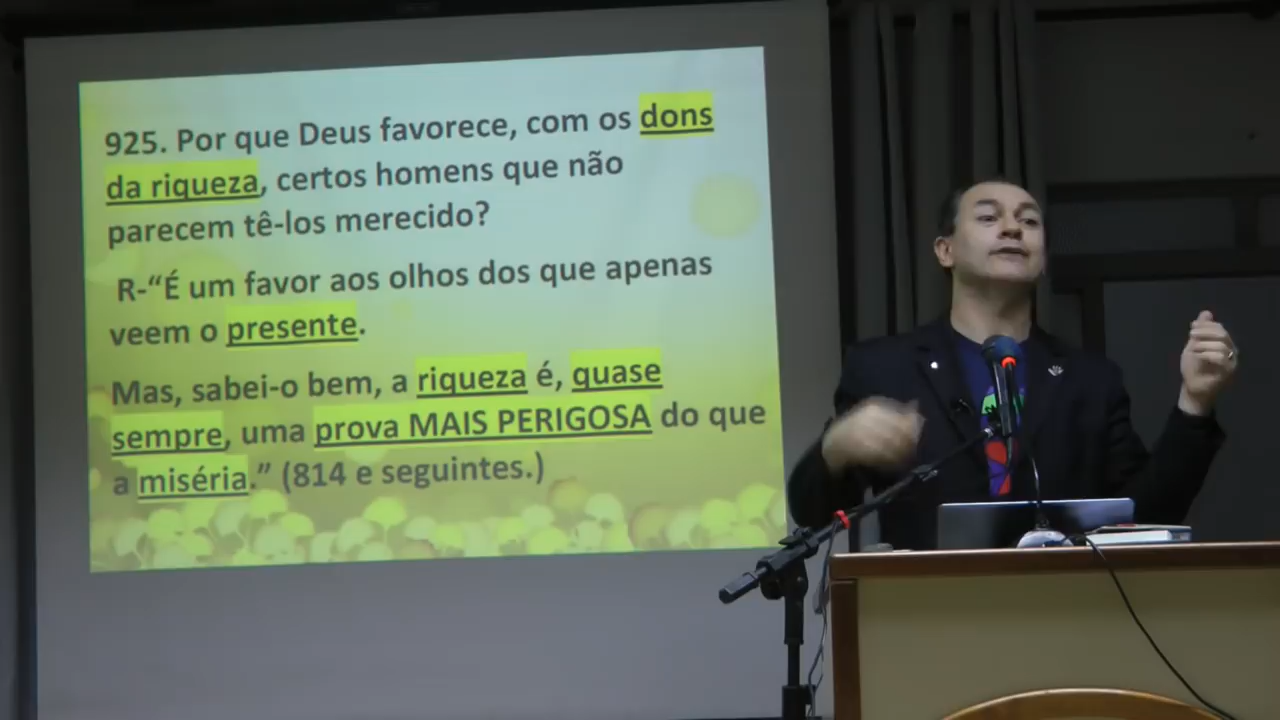 925. Por que Deus favorece, com os dons
da riqueza, certos homens que não
parecem tê-los merecido?
R-“É um favor aos olhos dos que apenas
veem o presente.
Mas, sabei-o bem, a riqueza é, quase
sempre, uma prova MAIS PERIGOSA do que
a miséria.” (814 e seguintes.)